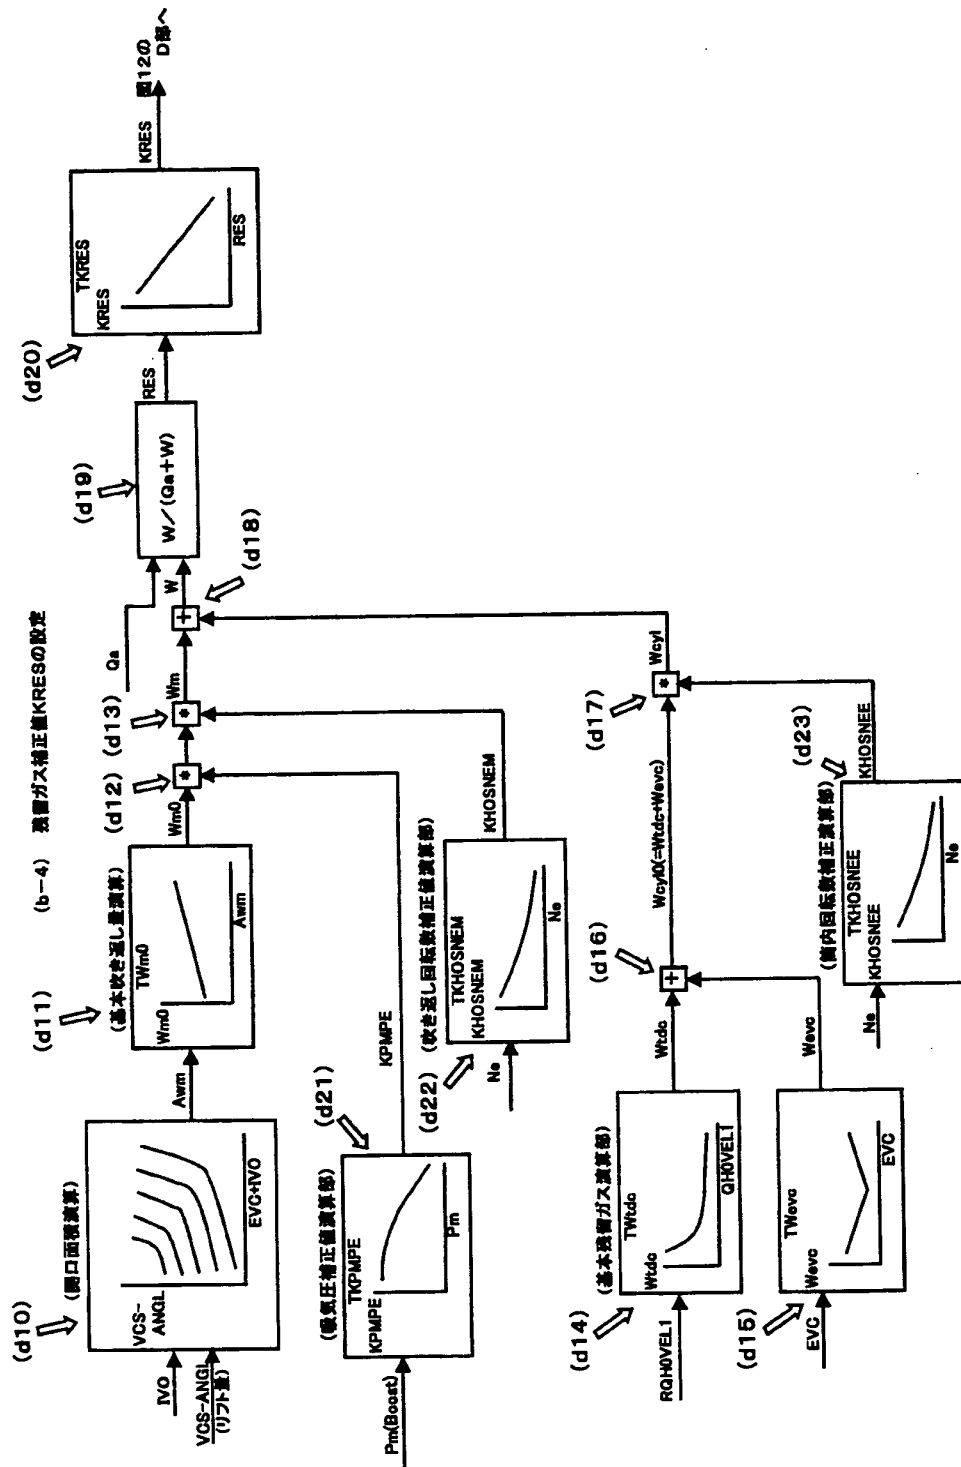 (b-4) 残留ガス補正値KRESの設定
(d10)
(開口面積演算)
VCS-
ANGL
EVC+IVO
IVO
VCS-ANGL
(リフト量)
Awm
(d11)
(基本吹き返し量演算)
TWm0
Wm0
Awm
Wm0
(d12)
*
(d13)
*
Wm
Qa
+
(d18)
W
(d19)
W/(Qa+W)
RES
(d20)
TKRES
KRES
RES
KRES
図12の
D部へ
Pm(Boost)
(吸気圧補正値演算部)
TKPMPE
KPMPE
Pm
(d21)
KPMPE
(d22)
(吹き返し回転数補正値演算部)
TKHOSNEM
KHOSNEM
Ne
Ne
KHOSNEM
RQH0VEL1
(d14)
(基本残留ガス演算部)
TWtdc
Wtdc
QH0VEL1
Wtdc
EVC
(d15)
TWevc
Wevc
EVC
Wevc
(d16)
+
Wcyl0(=Wtdc+Wevc)
(d17)
*
Wcyl
(d23)
(筒内回転数補正演算部)
TKHOSNEE
KHOSNEE
Ne
Ne
KHOSNEE